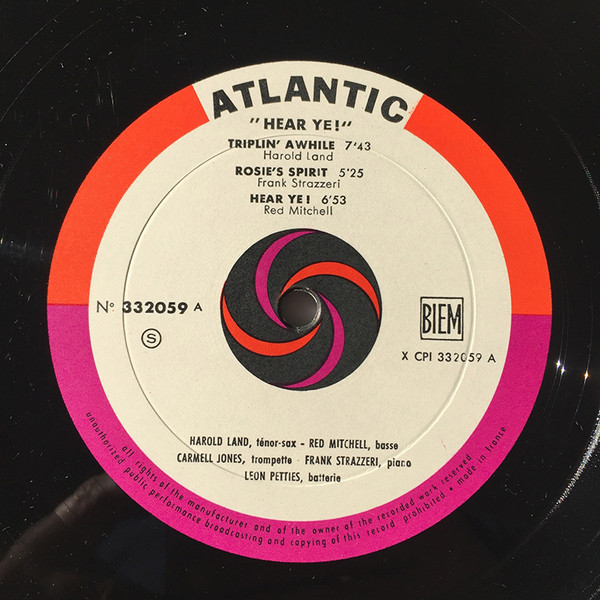 ATLANTIC
"HEAR YE!"
TRIPLIN' AWHILE 7'43
Harold Land
ROSIE'S SPIRIT 5'25
Frank Strazzeri
HEAR YE! 6'53
Red Mitchell
Nº 332059 A
BIEM
S
X CPI 332059 A
HAROLD LAND, ténor-sax - RED MITCHELL, basse
CARMELL JONES, trompette - FRANK STRAZZERI, piano
LEON PETTIES, batterie
all rights of the manufacturer and of the owner of the recorded work reserved
unauthorized public performance broadcasting and copying of this record prohibited • made in france